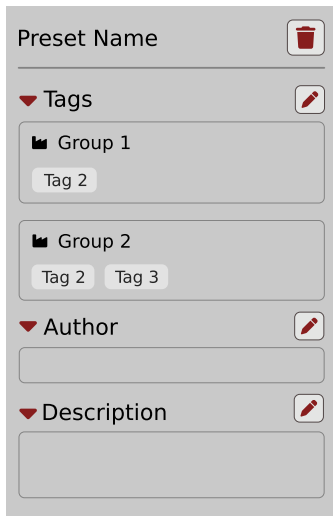 Preset Name
Tags
Group 1
Tag 2
Group 2
Tag 2 Tag 3
Author
Description